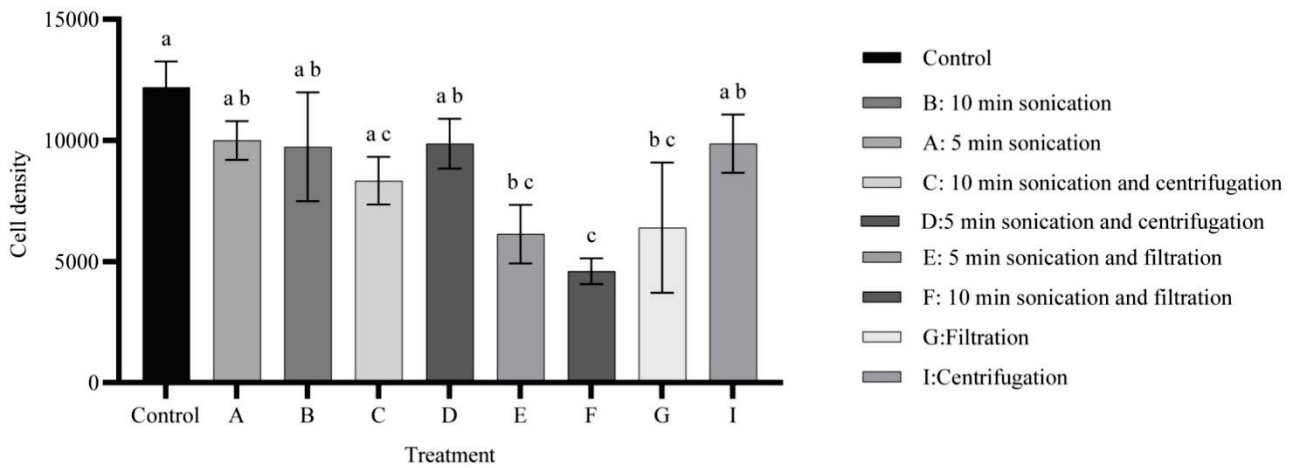 15000
10000
5000
0
Cell density
a
a b
a b
a c
a b
b c
c
b c
a b
Control
A
B
C
D
E
F
G
I
Treatment
Control
B: 10 min sonication
A: 5 min sonication
C: 10 min sonication and centrifugation
D:5 min sonication and centrifugation
E: 5 min sonication and filtration
F: 10 min sonication and filtration
G:Filtration
I:Centrifugation